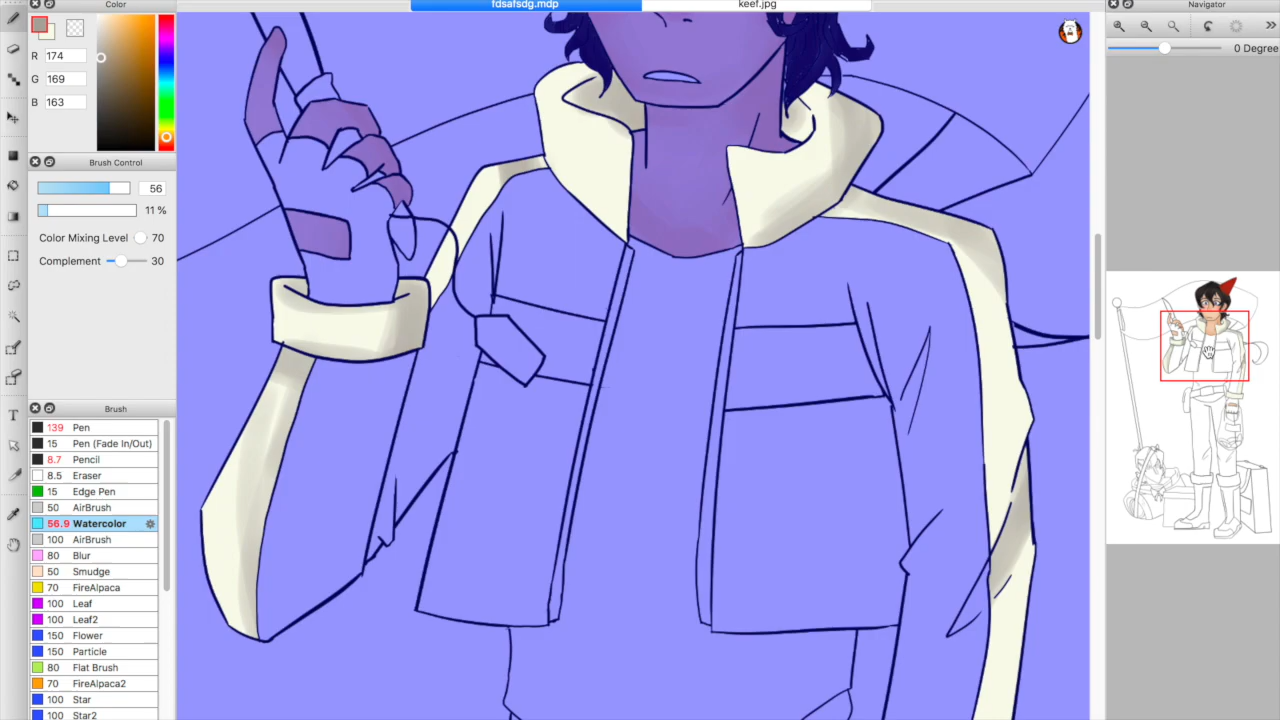 Color
fdsafsdg.mdp
keef.jpg
Navigator
R 174
G 169
B 163
0 Degree
Brush Control
56
11 %
Color Mixing Level 70
Complement 30
Brush
139 Pen
15 Pen (Fade In/Out)
8.7 Pencil
8.5 Eraser
15 Edge Pen
50 AirBrush
56.9 Watercolor
100 AirBrush
80 Blur
50 Smudge
70 FireAlpaca
100 Leaf
100 Leaf2
150 Flower
150 Particle
80 Flat Brush
70 FireAlpaca2
100 Star
100 Star2